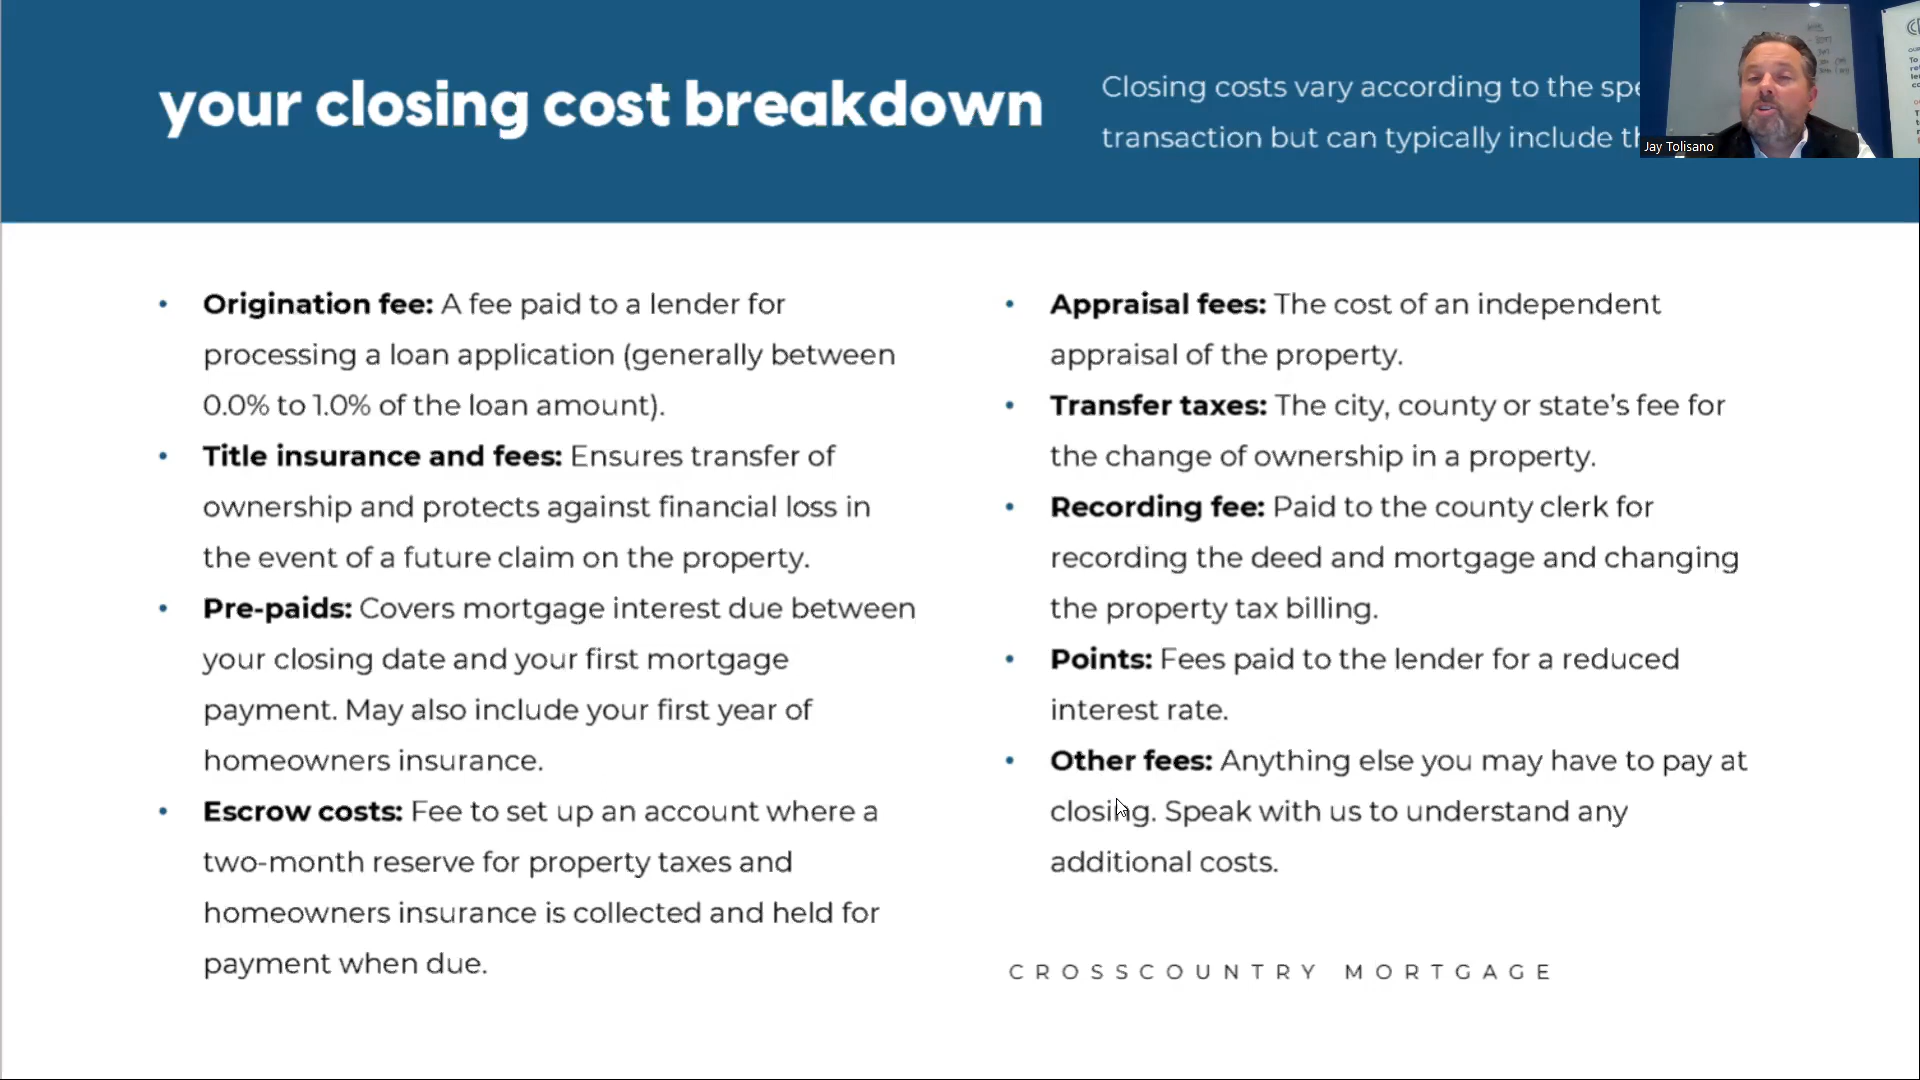 your closing cost breakdown
Closing costs vary according to the
transaction but can typically include
Jay Tolisano
• Origination fee: A fee paid to a lender for
processing a loan application (generally between
0.0% to 1.0% of the loan amount).
• Title insurance and fees: Ensures transfer of
ownership and protects against financial loss in
the event of a future claim on the property.
• Pre-paids: Covers mortgage interest due between
your closing date and your first mortgage
payment. May also include your first year of
homeowners insurance.
• Escrow costs: Fee to set up an account where a
two-month reserve for property taxes and
homeowners insurance is collected and held for
payment when due.
• Appraisal fees: The cost of an independent
appraisal of the property.
• Transfer taxes: The city, county or state’s fee for
the change of ownership in a property.
• Recording fee: Paid to the county clerk for
recording the deed and mortgage and changing
the property tax billing.
• Points: Fees paid to the lender for a reduced
interest rate.
• Other fees: Anything else you may have to pay at
closing. Speak with us to understand any
additional costs.
CROSSCOUNTRY MORTGAGE